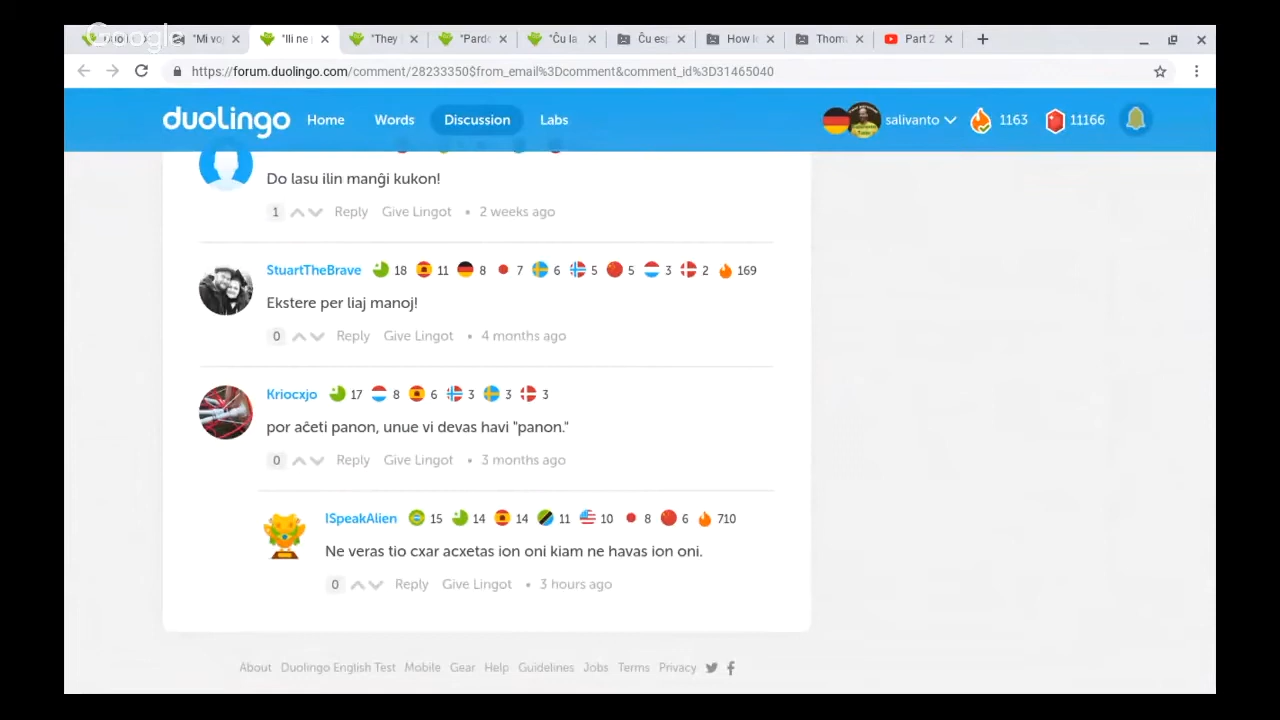 Google
"Mi vo
"Ili ne
"They
"Pardo
"Ĉu la
Ĉu esp
How lo
Thom
Part 2
https://forum.duolingo.com/comment/28233350$from_email%3Dcomment&comment_id%3D31465040
duolingo Home Words Discussion Labs salivanto 1163 11166
Do lasu ilin manĝi kukon!
1 Reply Give Lingot • 2 weeks ago
StuartTheBrave 18 11 8 7 6 5 5 3 2 169
Ekstere per liaj manoj!
0 Reply Give Lingot • 4 months ago
Kriocxjo 17 8 6 3 3 3
por aĉeti panon, unue vi devas havi "panon."
0 Reply Give Lingot • 3 months ago
ISpeakAlien 15 14 14 11 10 8 6 710
Ne veras tio cxar acxetas ion oni kiam ne havas ion oni.
0 Reply Give Lingot • 3 hours ago
About Duolingo English Test Mobile Gear Help Guidelines Jobs Terms Privacy